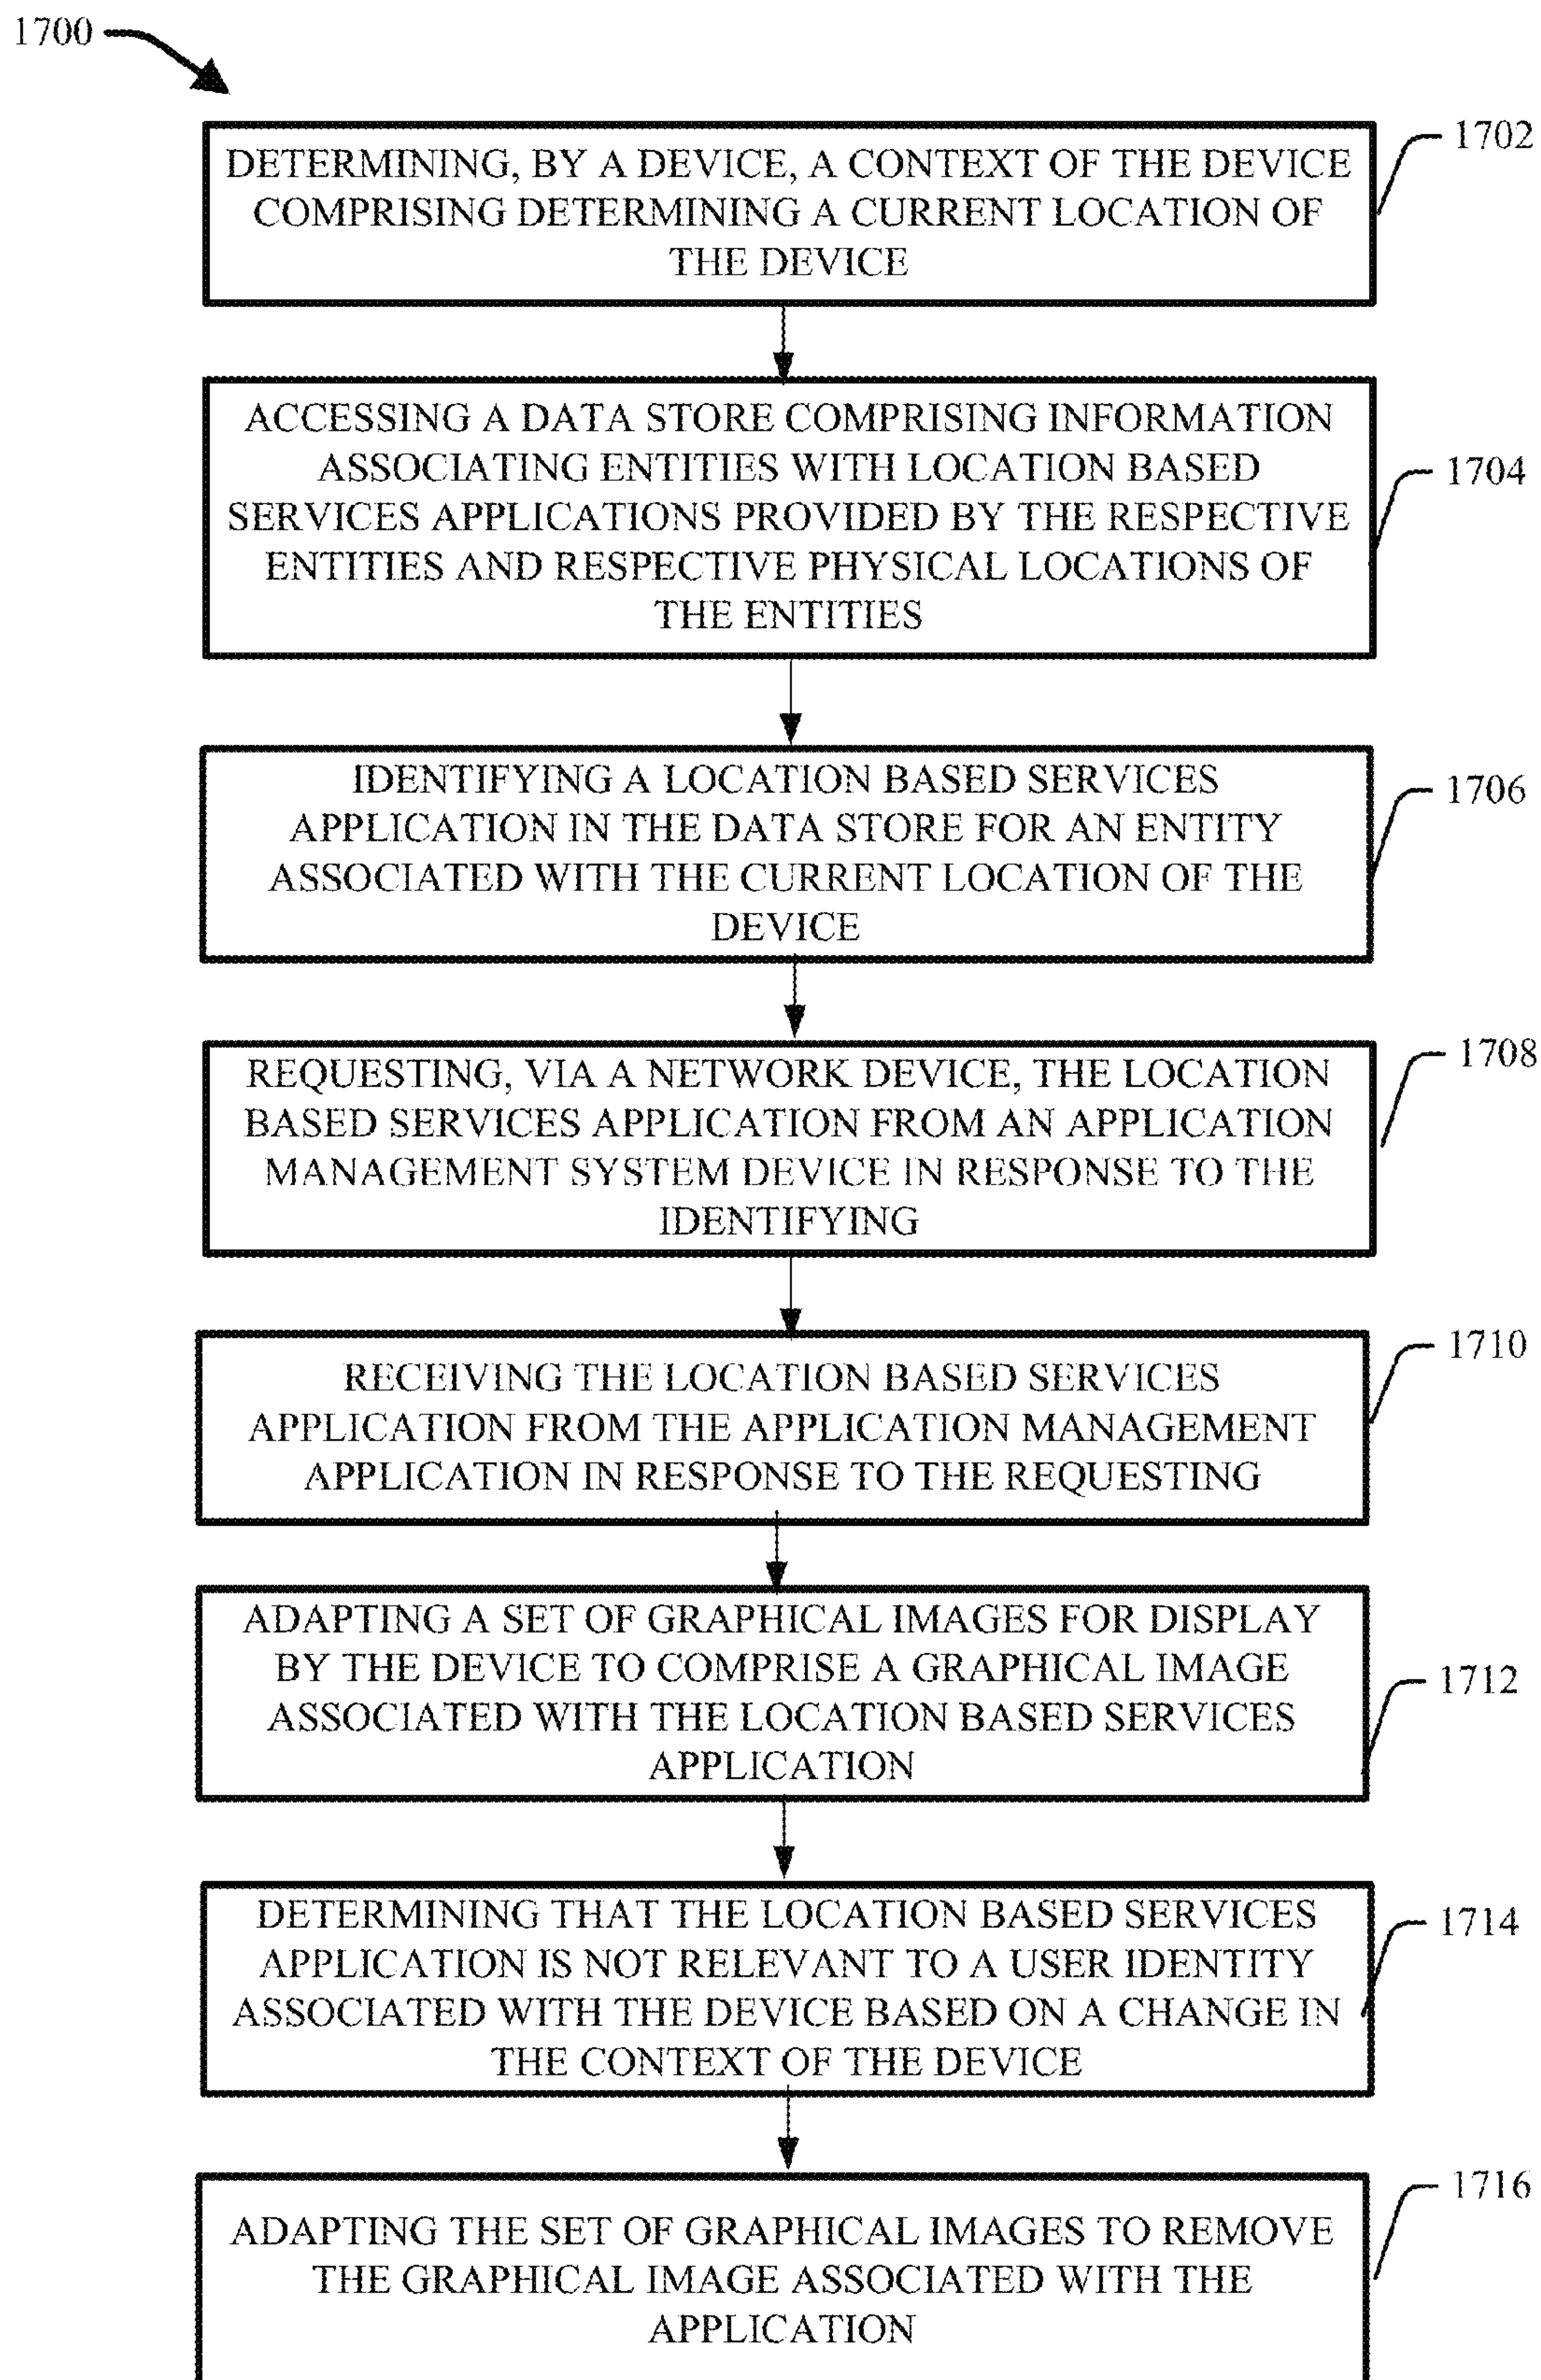 1700
1702
DETERMINING, BY A DEVICE, A CONTEXT OF THE DEVICE
COMPRISING DETERMINING A CURRENT LOCATION OF
THE DEVICE
ACCESSING A DATA STORE COMPRISING INFORMATION
ASSOCIATING ENTITIES WITH LOCATION BASED
1704
SERVICES APPLICATIONS PROVIDED BY THE RESPECTIVE
ENTITIES AND RESPECTIVE PHYSICAL LOCATIONS OF
THE ENTITIES
IDENTIFYING A LOCATION BASED SERVICES
1706
APPLICATION IN THE DATA STORE FOR AN ENTITY
ASSOCIATED WITH THE CURRENT LOCATION OF THE
DEVICE
1708
REQUESTING, VIA A NETWORK DEVICE, THE LOCATION
BASED SERVICES APPLICATION FROM AN APPLICATION
MANAGEMENT SYSTEM DEVICE IN RESPONSE TO THE
IDENTIFYING
1710
RECEIVING THE LOCATION BASED SERVICES
APPLICATION FROM THE APPLICATION MANAGEMENT
APPLICATION IN RESPONSE TO THE REQUESTING
ADAPTING A SET OF GRAPHICAL IMAGES FOR DISPLAY
BY THE DEVICE TO COMPRISE A GRAPHICAL IMAGE
1712
ASSOCIATED WITH THE LOCATION BASED SERVICES
APPLICATION
DETERMINING THAT THE LOCATION BASED SERVICES
1714
APPLICATION IS NOT RELEVANT TO A USER IDENTITY
ASSOCIATED WITH THE DEVICE BASED ON A CHANGE IN
THE CONTEXT OF THE DEVICE
1716
ADAPTING THE SET OF GRAPHICAL IMAGES TO REMOVE
THE GRAPHICAL IMAGE ASSOCIATED WITH THE
APPLICATION